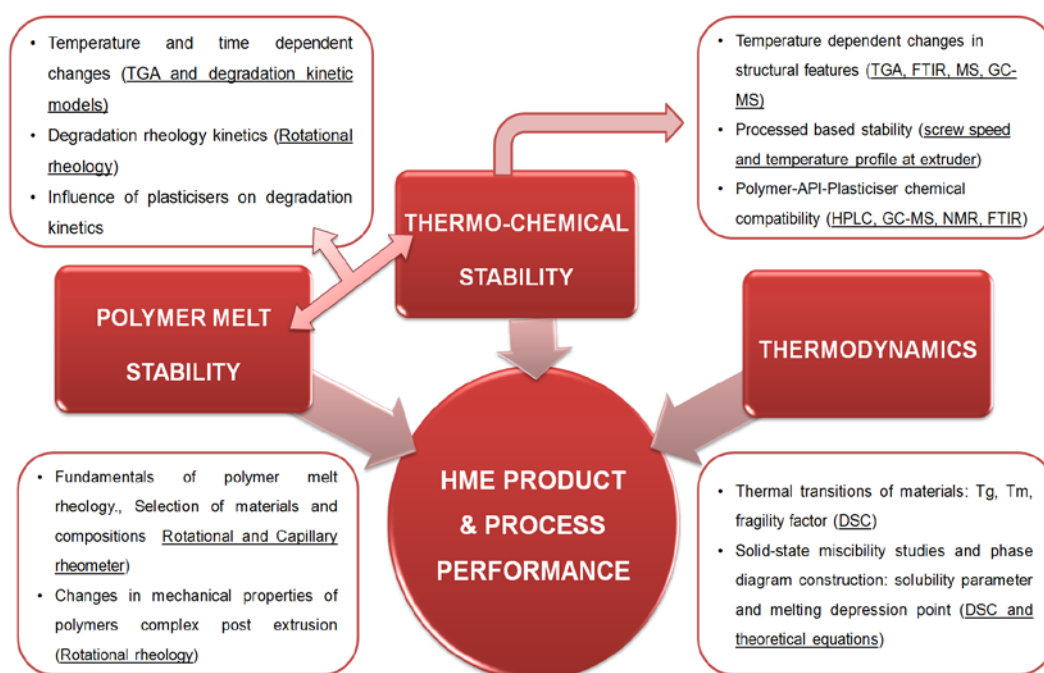 • Temperature and time dependent
changes (TGA and degradation kinetic
models)
• Degradation rheology kinetics (Rotational
rheology)
• Influence of plasticisers on degradation
kinetics
• Temperature dependent changes in
structural features (TGA, FTIR, MS, GC-
MS)
• Processed based stability (screw speed
and temperature profile at extruder)
• Polymer-API-Plasticiser chemical
compatibility (HPLC, GC-MS, NMR, FTIR)
THERMO-CHEMICAL
STABILITY
POLYMER MELT
STABILITY
THERMODYNAMICS
HME PRODUCT
& PROCESS
PERFORMANCE
• Fundamentals of polymer melt
rheology., Selection of materials and
compositions Rotational and Capillary
rheometer)
• Changes in mechanical properties of
polymers complex post extrusion
(Rotational rheology)
• Thermal transitions of materials: Tg, Tm,
fragility factor (DSC)
• Solid-state miscibility studies and phase
diagram construction: solubility parameter
and melting depression point (DSC and
theoretical equations)